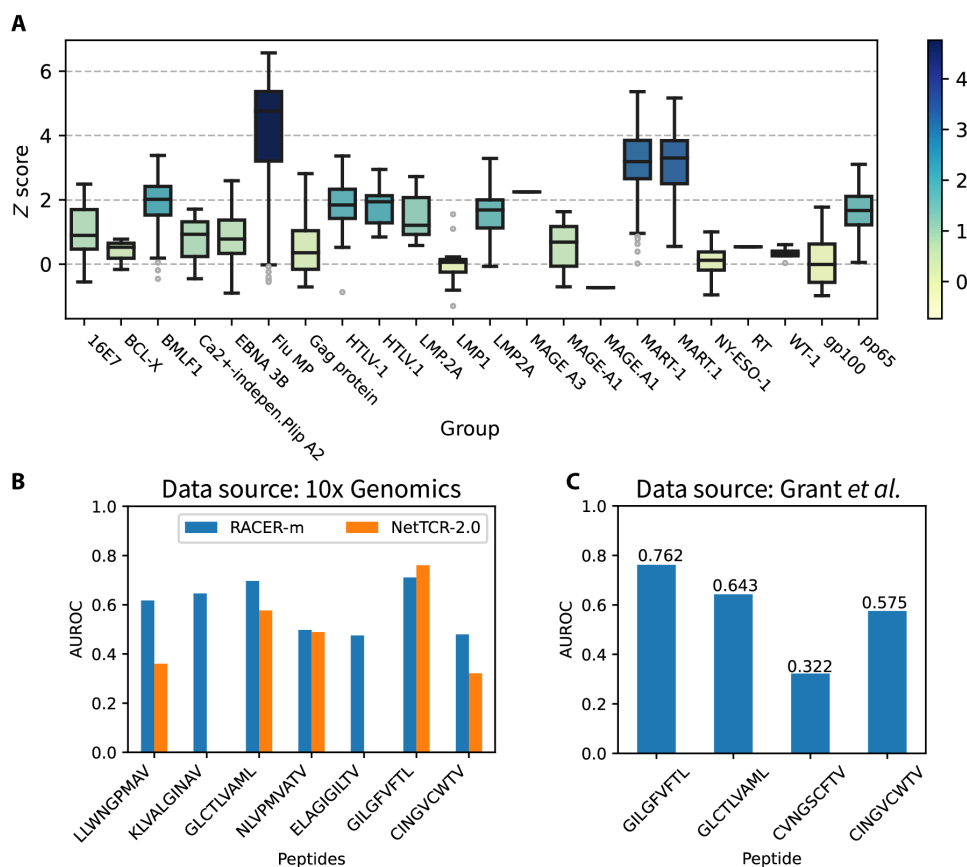 A
Z score
6
4
2
0
4
3
2
1
0
16E7
BCL-X
BMLF1
Ca2+-indepen.Plip A2
EBNA 3B
Flu MP
Gag protein
HTLV-1
HTLV.1
LMP.2A
LMP1
LMP2A
MAGE A3
MAGE-A1
MAGE.A1
MART-1
MART.1
NY-ESO-1
RT
WT-1
gp100
pp65
Group
B
Data source: 10x Genomics
RACER-m
NetTCR-2.0
AUROC
1.0
0.8
0.6
0.4
0.2
0.0
LLWNGPMAV
KLVALGINAV
GLCTLVAML
NLVPMVATV
ELAGIGILTV
GILGFVFTL
CINGVCWTV
Peptides
C
Data source: Grant et al.
AUROC
1.0
0.8
0.6
0.4
0.2
0.0
0.762
0.643
0.322
0.575
GILGFVFTL
GLCTLVAML
CVNGSCFTV
CINGVCWTV
Peptide